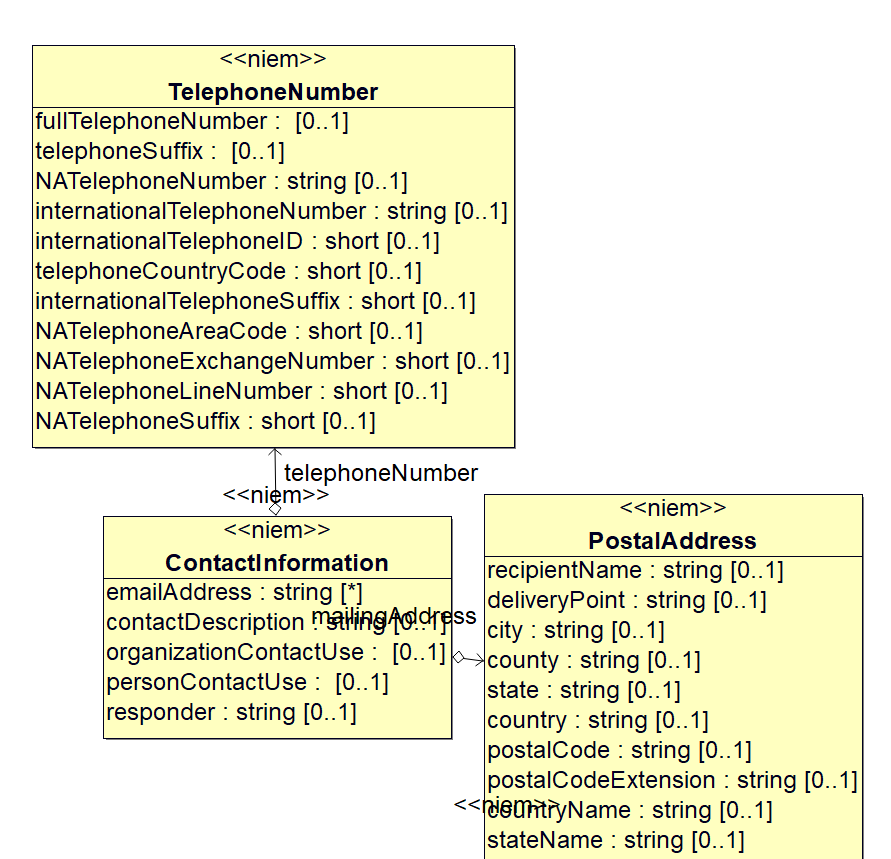 <<niem>>
TelephoneNumber
fullTelephoneNumber :  [0..1]
telephoneSuffix :  [0..1]
NATelephoneNumber : string [0..1]
internationalTelephoneNumber : string [0..1]
internationalTelephoneID : short [0..1]
telephoneCountryCode : short [0..1]
internationalTelephoneSuffix : short [0..1]
NATelephoneAreaCode : short [0..1]
NATelephoneExchangeNumber : short [0..1]
NATelephoneLineNumber : short [0..1]
NATelephoneSuffix : short [0..1]
telephoneNumber
<<niem>>
<<niem>>
ContactInformation
emailAddress : string [*]
contactDescription : string [0..1]
organizationContactUse :  [0..1]
personContactUse :  [0..1]
responder : string [0..1]
mailingAddress
<<niem>>
<<niem>>
PostalAddress
recipientName : string [0..1]
deliveryPoint : string [0..1]
city : string [0..1]
county : string [0..1]
state : string [0..1]
country : string [0..1]
postalCode : string [0..1]
postalCodeExtension : string [0..1]
countryName : string [0..1]
stateName : string [0..1]